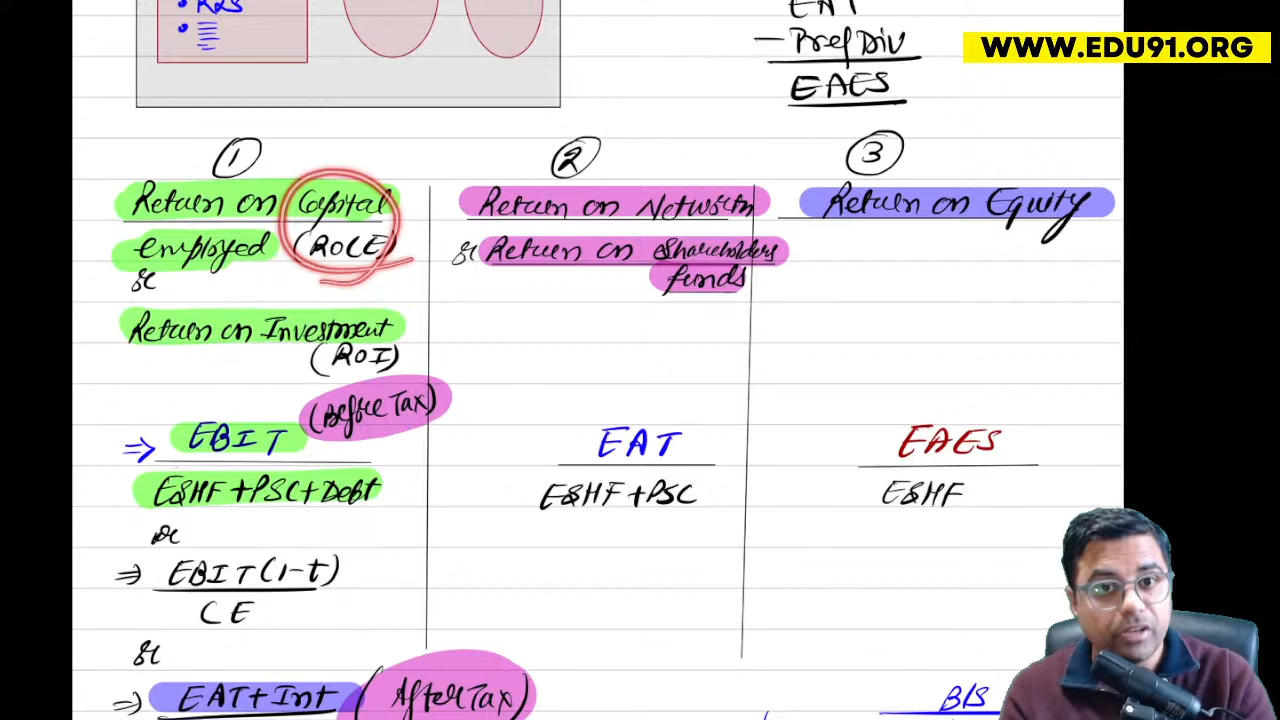 R2S
EAT
– Pref Div
EAES
WWW.EDU91.ORG
①
Return on Capital
employed (ROCE)
or
Return on Investment
(ROI)
(Before Tax)
⇒ EBIT
ESHF + PSC + Debt
or
⇒ EBIT (1-t)
CE
or
⇒ EAT + Int (After Tax)
②
Return on Networth
or Return on Shareholders
funds
EAT
ESHF + PSC
③
Return on Equity
EAES
ESHF
B/S